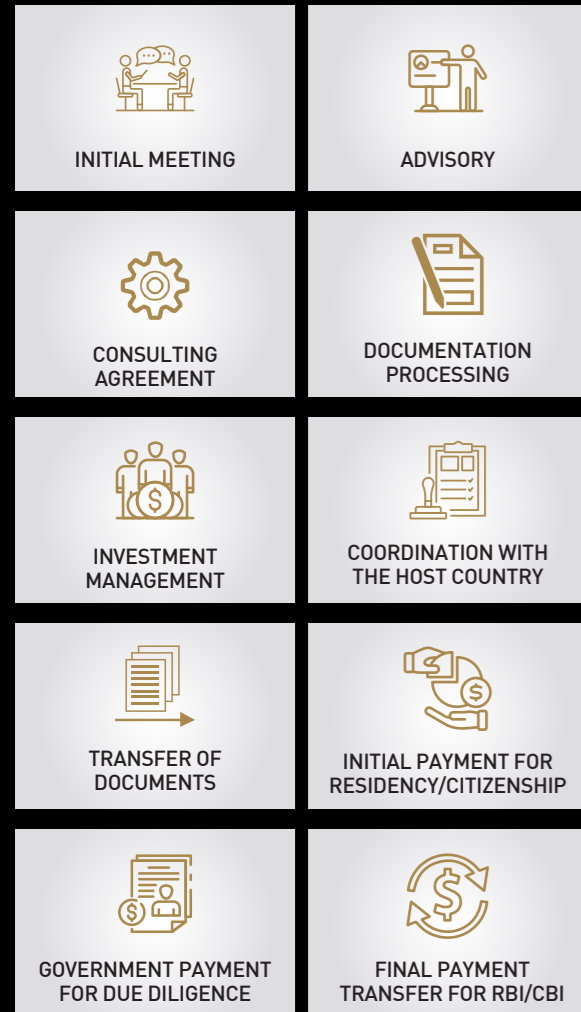 INITIAL MEETING
ADVISORY
CONSULTING
AGREEMENT
DOCUMENTATION
PROCESSING
INVESTMENT
MANAGEMENT
COORDINATION WITH
THE HOST COUNTRY
TRANSFER OF
DOCUMENTS
INITIAL PAYMENT FOR
RESIDENCY/CITIZENSHIP
GOVERNMENT PAYMENT
FOR DUE DILIGENCE
FINAL PAYMENT
TRANSFER FOR RBI/CBI